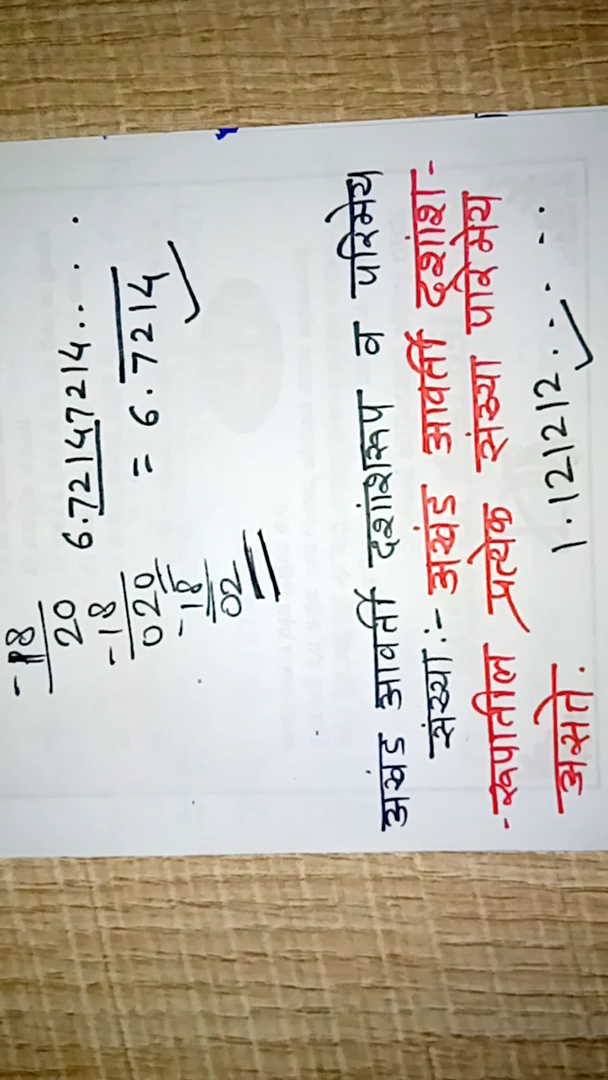 -18
20
-18
020
-18
02
6.72147214....
= 6.7214
अखंड आवर्ती दशांशरूप व परिमेय
संख्या:- अखंड आवर्ती दशांश-
-रूपातील प्रत्येक संख्या परिमेय
असते. 1.121212......